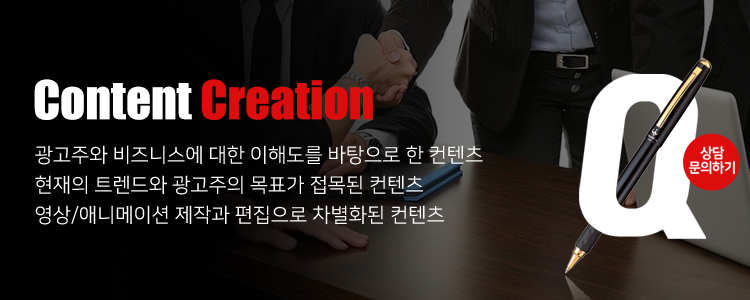 Content Creation
광고주와 비즈니스에 대한 이해도를 바탕으로 한 컨텐츠
현재의 트렌드와 광고주의 목표가 접목된 컨텐츠
영상/애니메이션 제작과 편집으로 차별화된 컨텐츠
Q
상담
문의하기